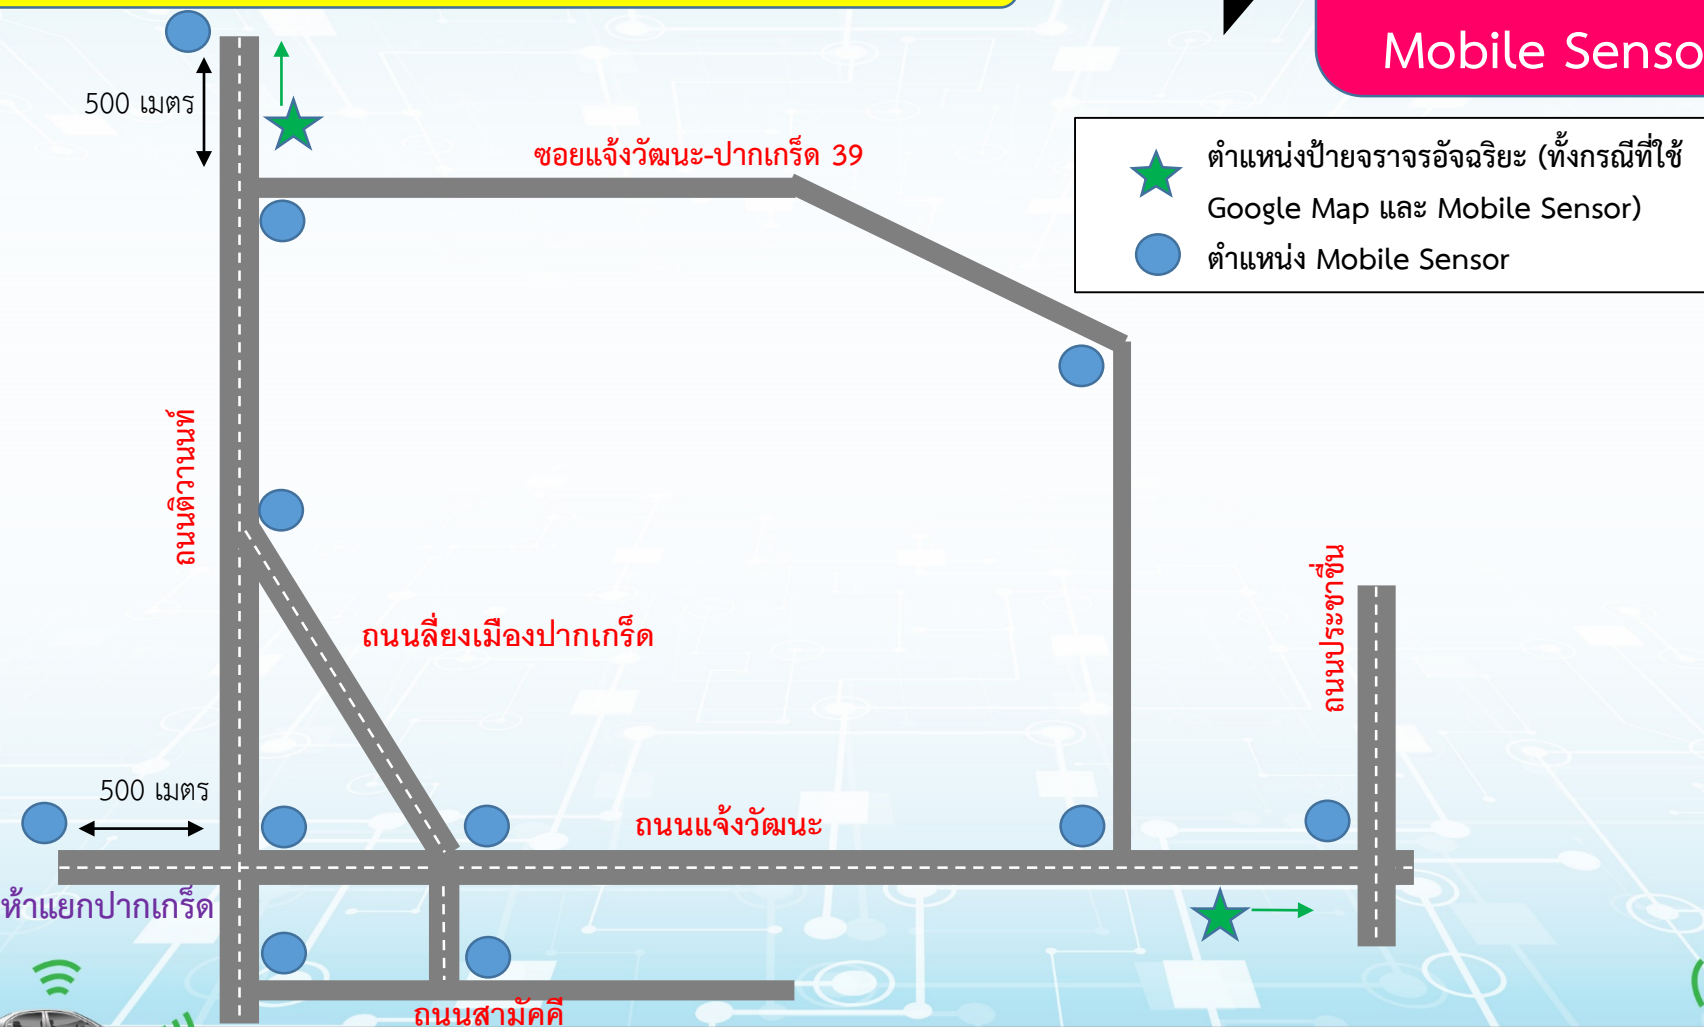 Mobile Senso
500 เมตร
ซอยแจ้งวัฒนะ-ปากเกร็ด 39
ตำแหน่งป้ายจราจรอัจฉริยะ (ทั้งกรณีที่ใช้
Google Map และ Mobile Sensor)
ตำแหน่ง Mobile Sensor
ถนนติวานนท์
ถนนลี่ยงเมืองปากเกร็ด
ถนนประชาชื่น
500 เมตร
ถนนแจ้งวัฒนะ
ห้าแยกปากเกร็ด
ถนนสามัคคี